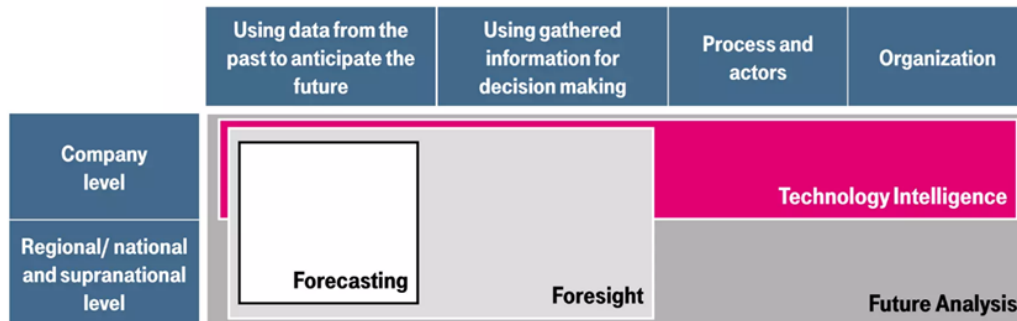 Using data from the
past to anticipate the
future
Using gathered
information for
decision making
Process and
actors
Organization
Company
level
Technology Intelligence
Regional/ national
and supranational
level
Forecasting
Foresight
Future Analysis